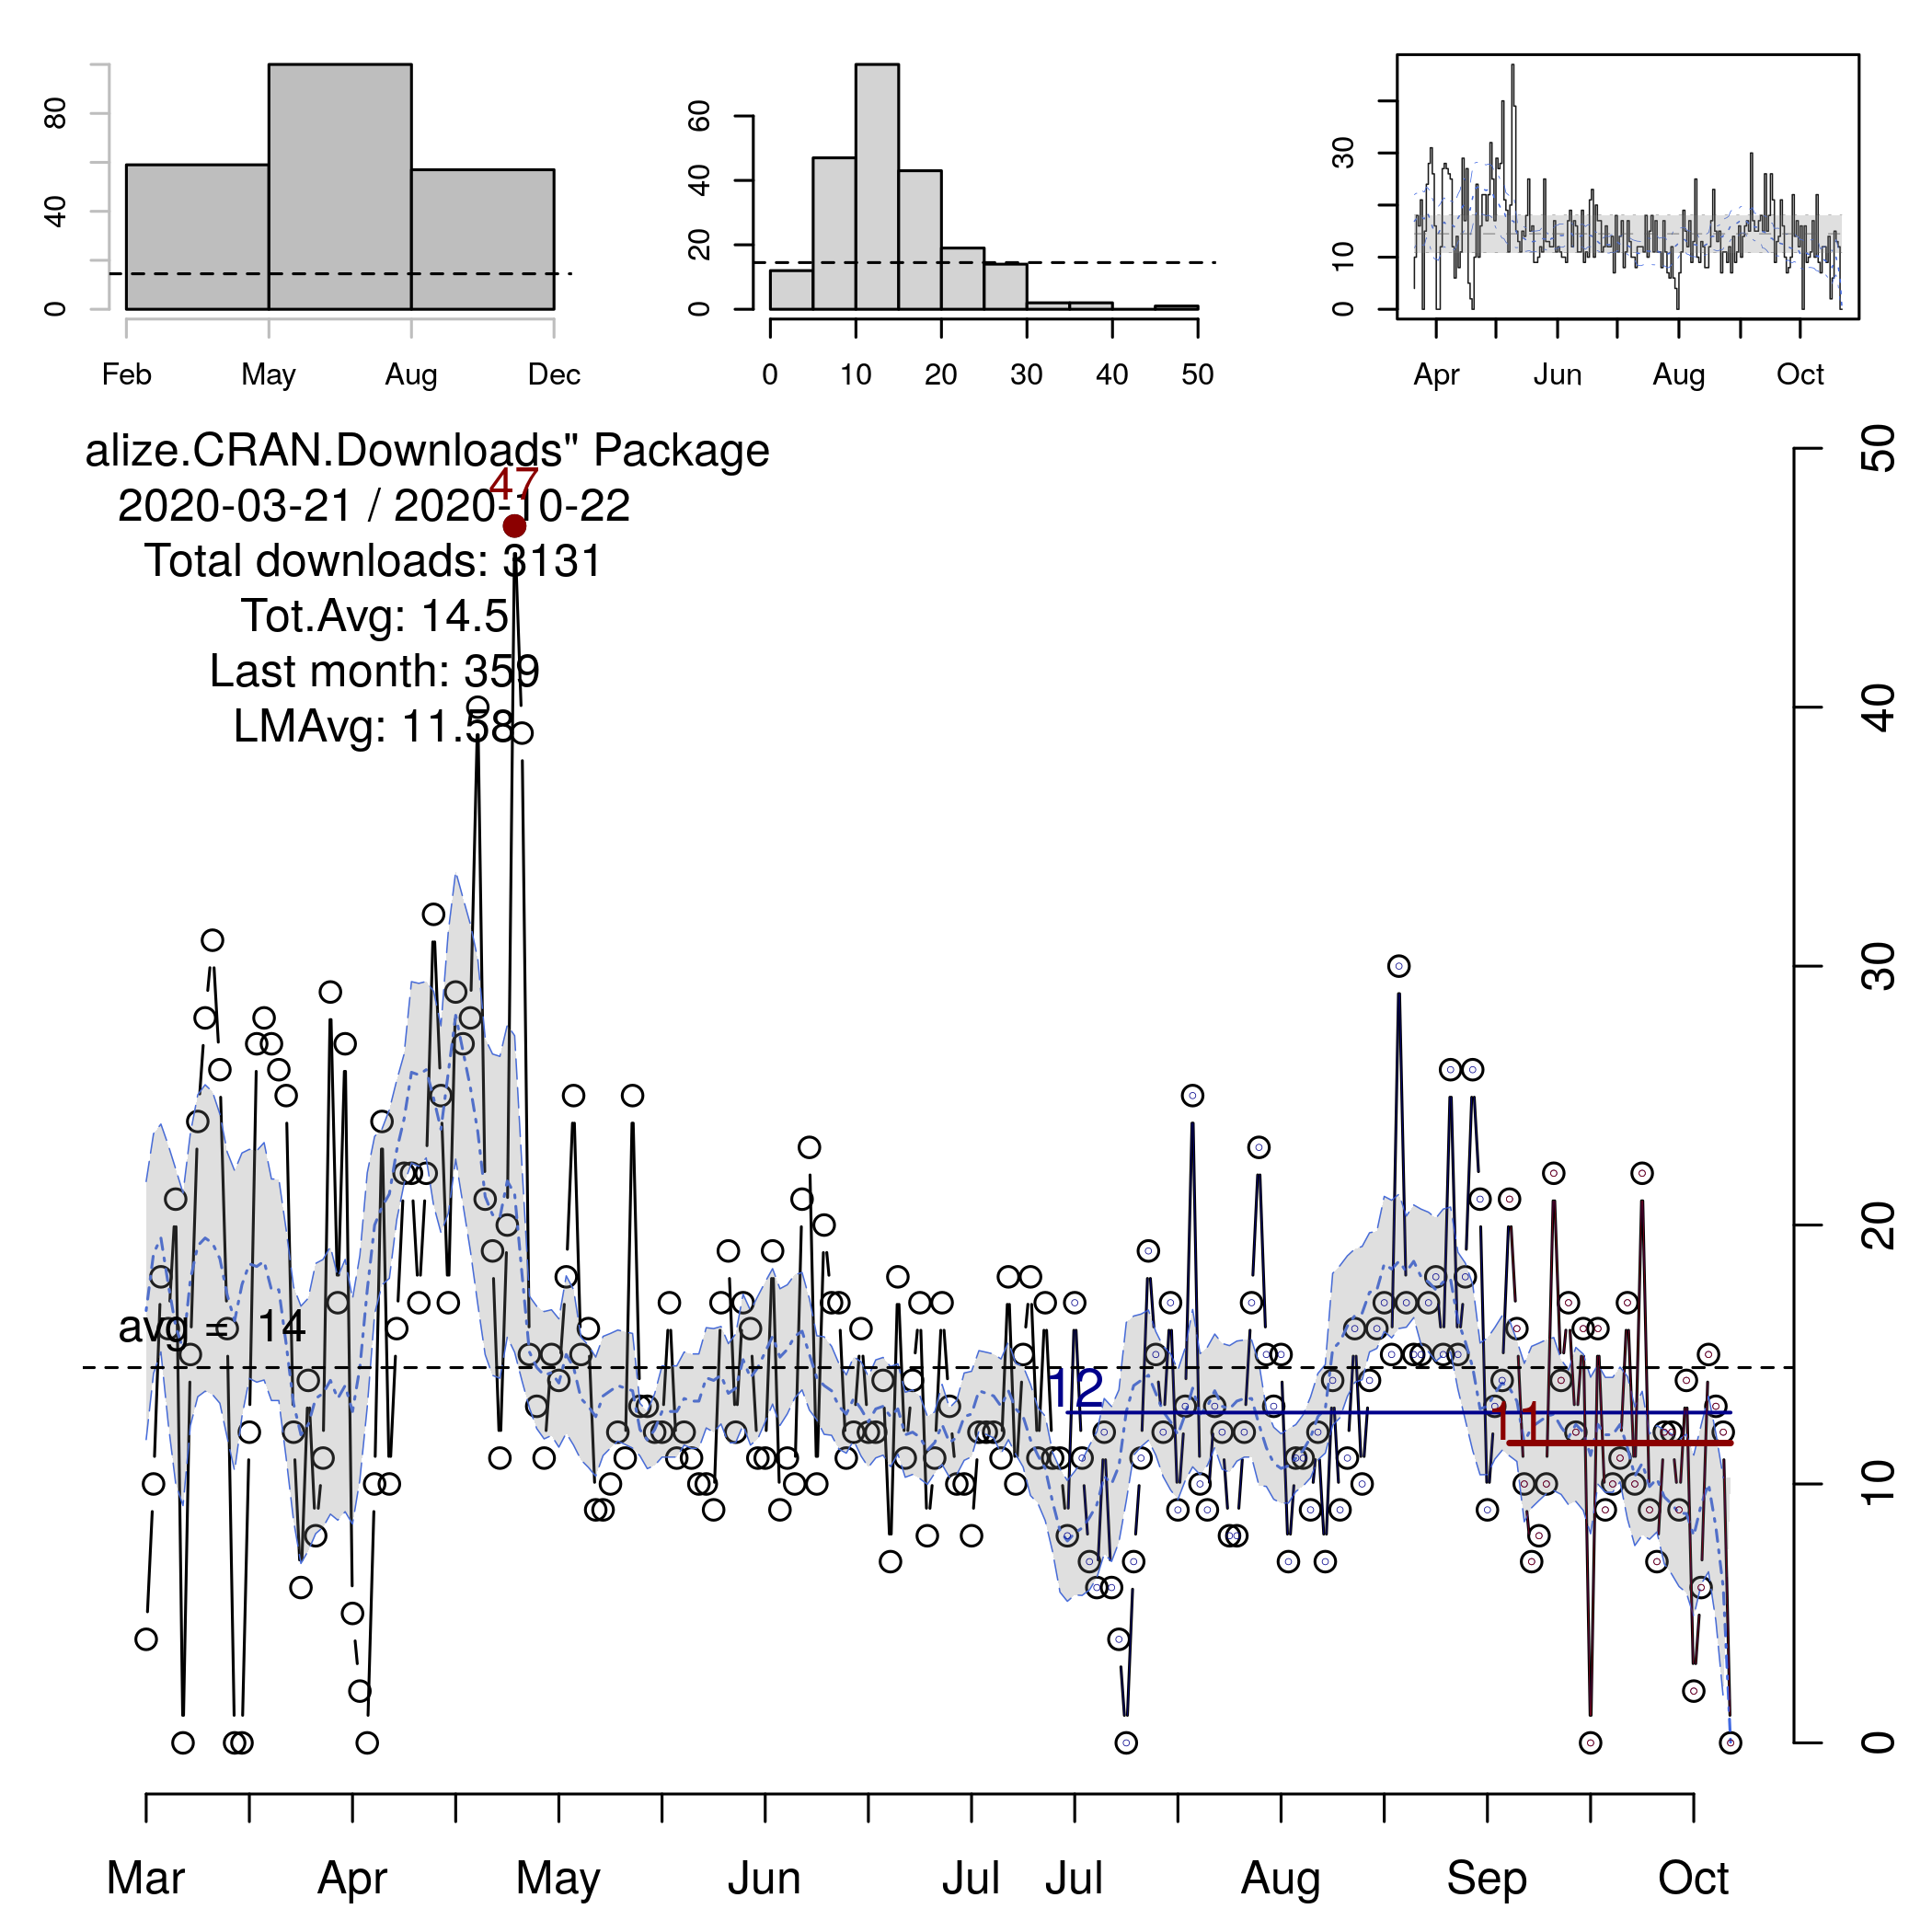 80
40
0
Feb May Aug Dec
60
40
20
0
0 10 20 30 40 50
30
10
0
Apr Jun Aug Oct
alize.CRAN.Downloads" Package
2020-03-21 / 2020-10-22
Total downloads: 3131
Tot.Avg: 14.5
Last month: 359
LMAvg: 11.58
47
avg = 14
12
11
50
40
30
20
10
0
Mar Apr May Jun Jul Jul Aug Sep Oct